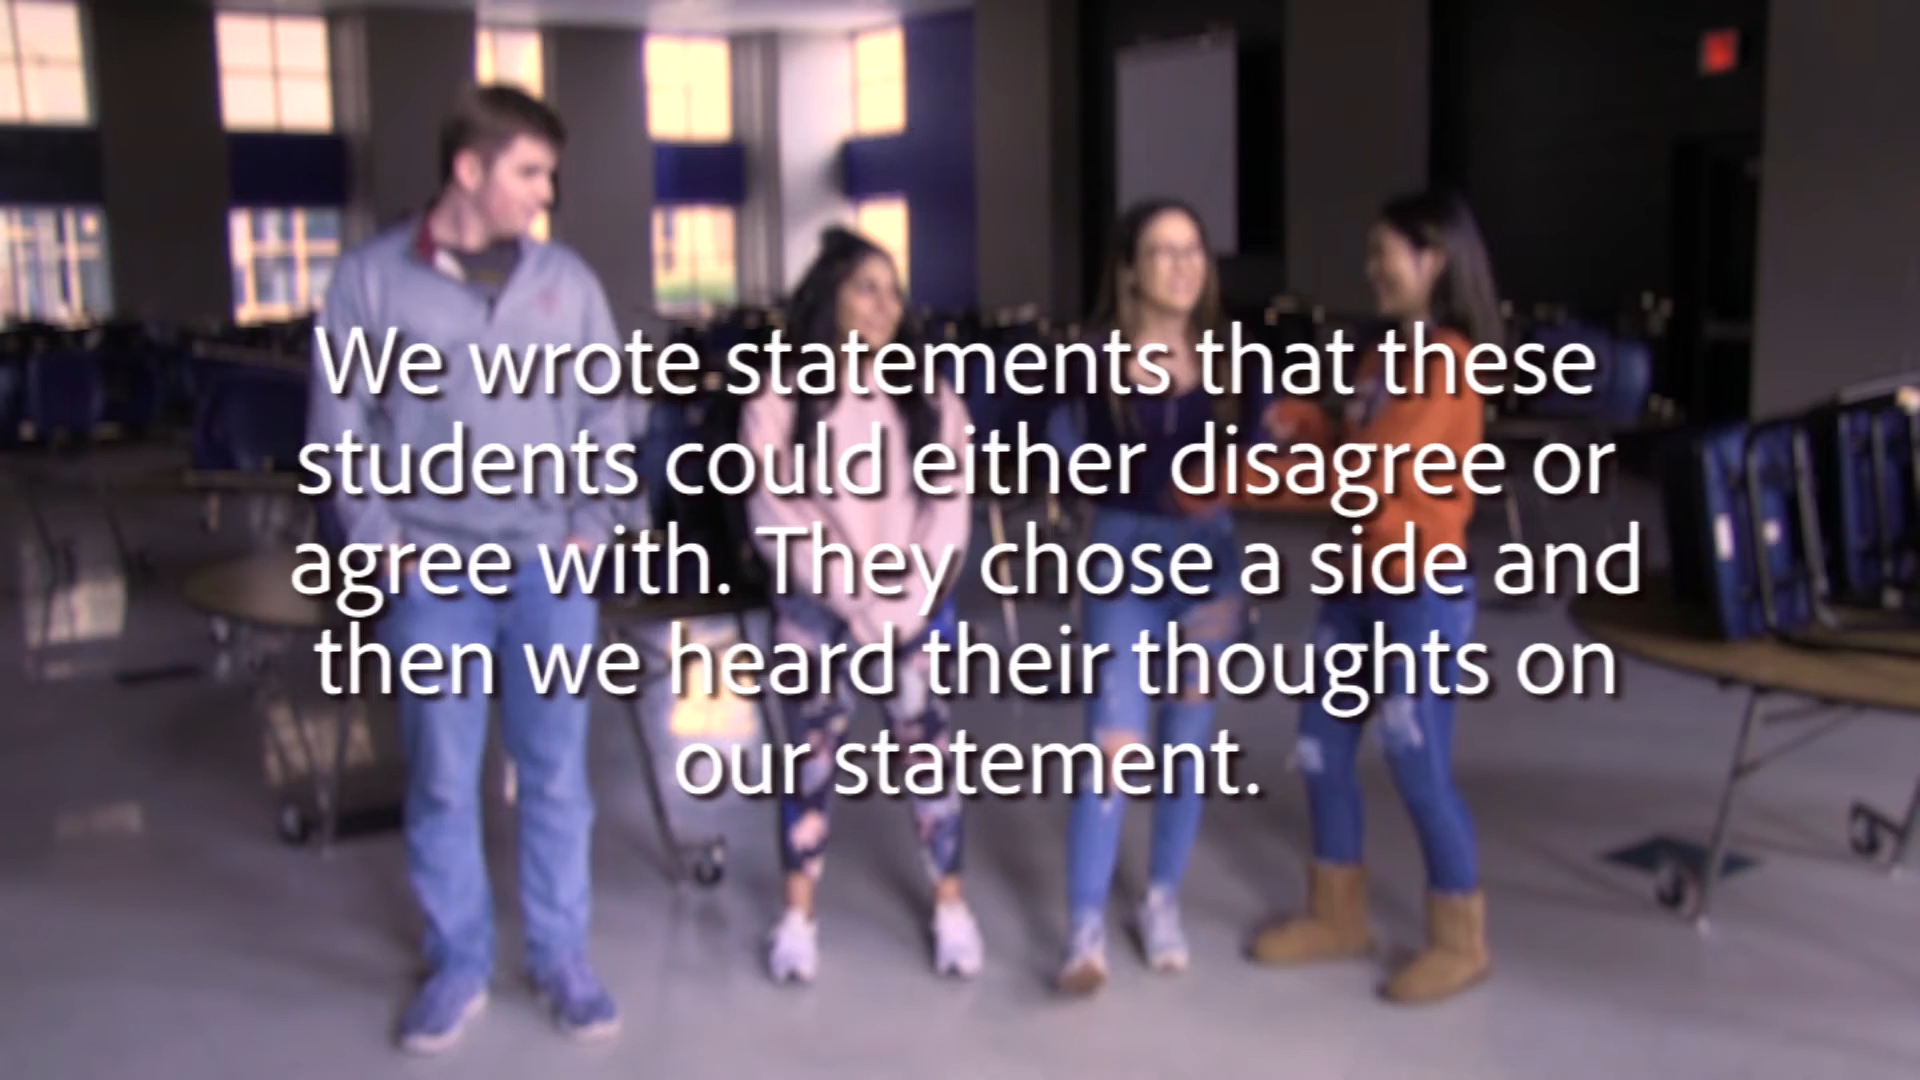 We wrote statements that these
students could either disagree or
agree with. They chose a side and
then we heard their thoughts on
our statement.